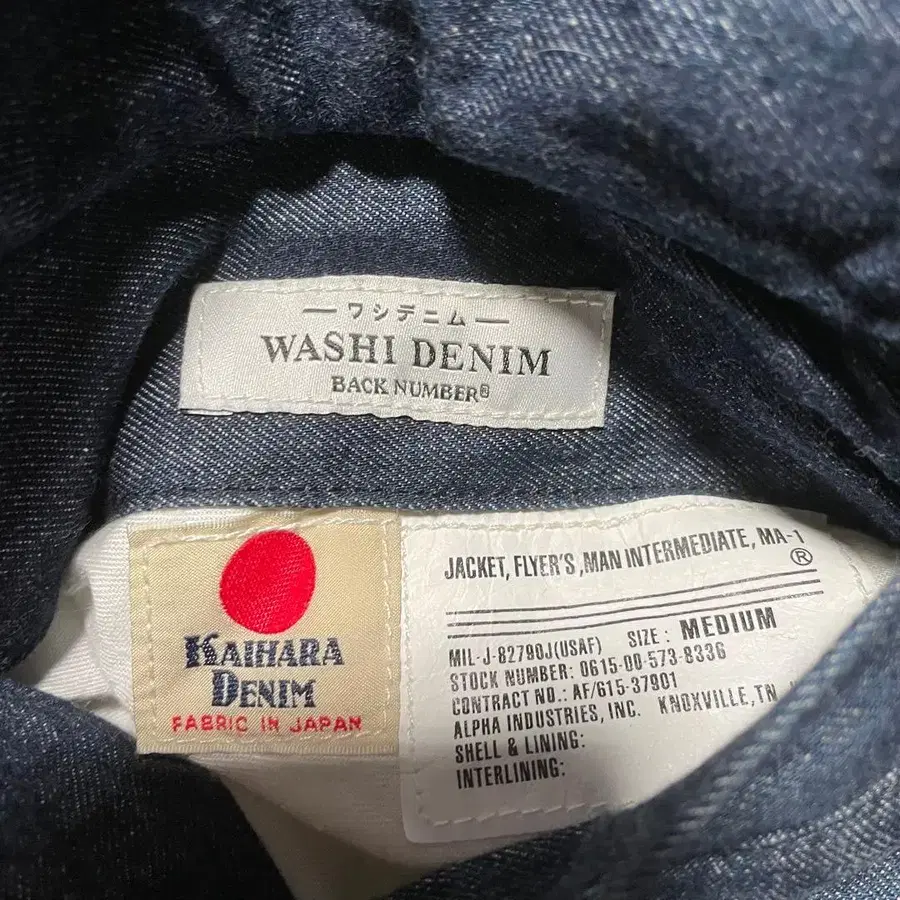 ワシデニム
WASHI DENIM
BACK NUMBER®
KAIHARA
DENIM
FABRIC IN JAPAN
JACKET, FLYER'S, MAN INTERMEDIATE, MA-1
®
SIZE: MEDIUM
MIL-J-82790J(USAF)
STOCK NUMBER: 0615-00-573-8336
CONTRACT NO.: AF/615-37901
ALPHA INDUSTRIES, INC. KNOXVILLE, TN
SHELL & LINING:
INTERLINING: